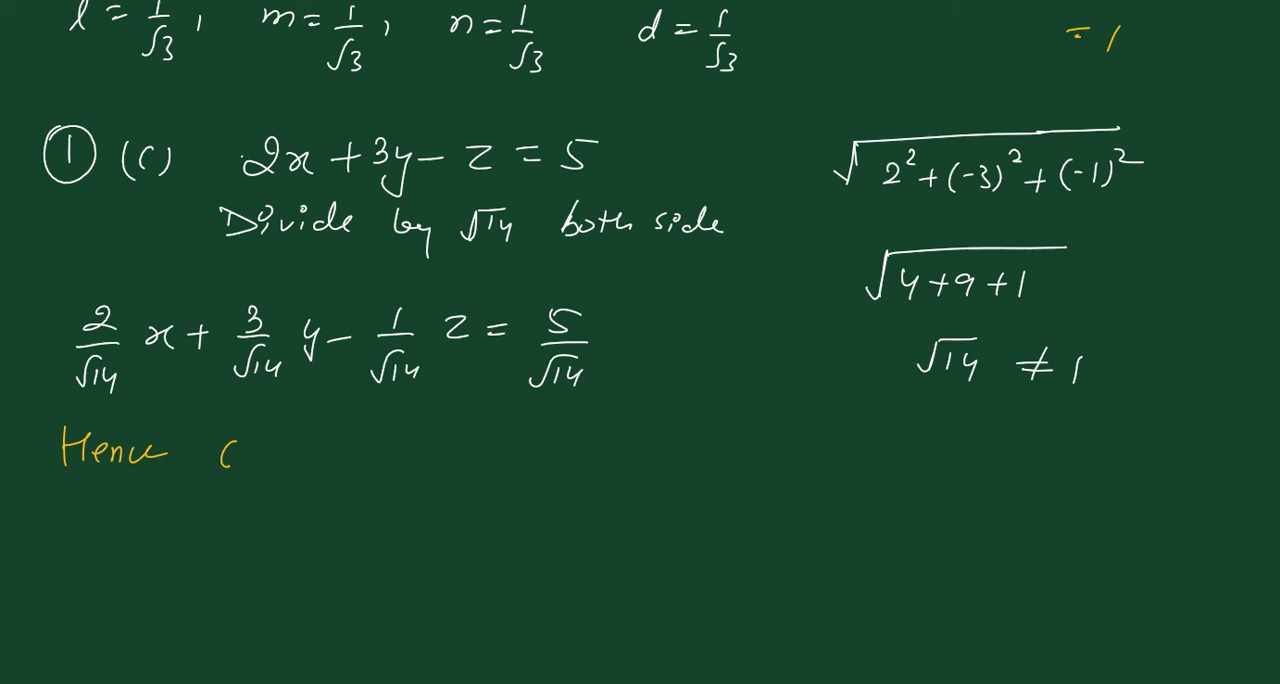 l = 1/√3, m = 1/√3, n = 1/√3 d = 1/√3
= 1
① (c) 2x + 3y - z = 5
Divide by √14 both side
2/√14 x + 3/√14 y - 1/√14 z = 5/√14
Hence (
√(2² + (-3)² + (-1)²)
√(4 + 9 + 1)
√14 ≠ 1